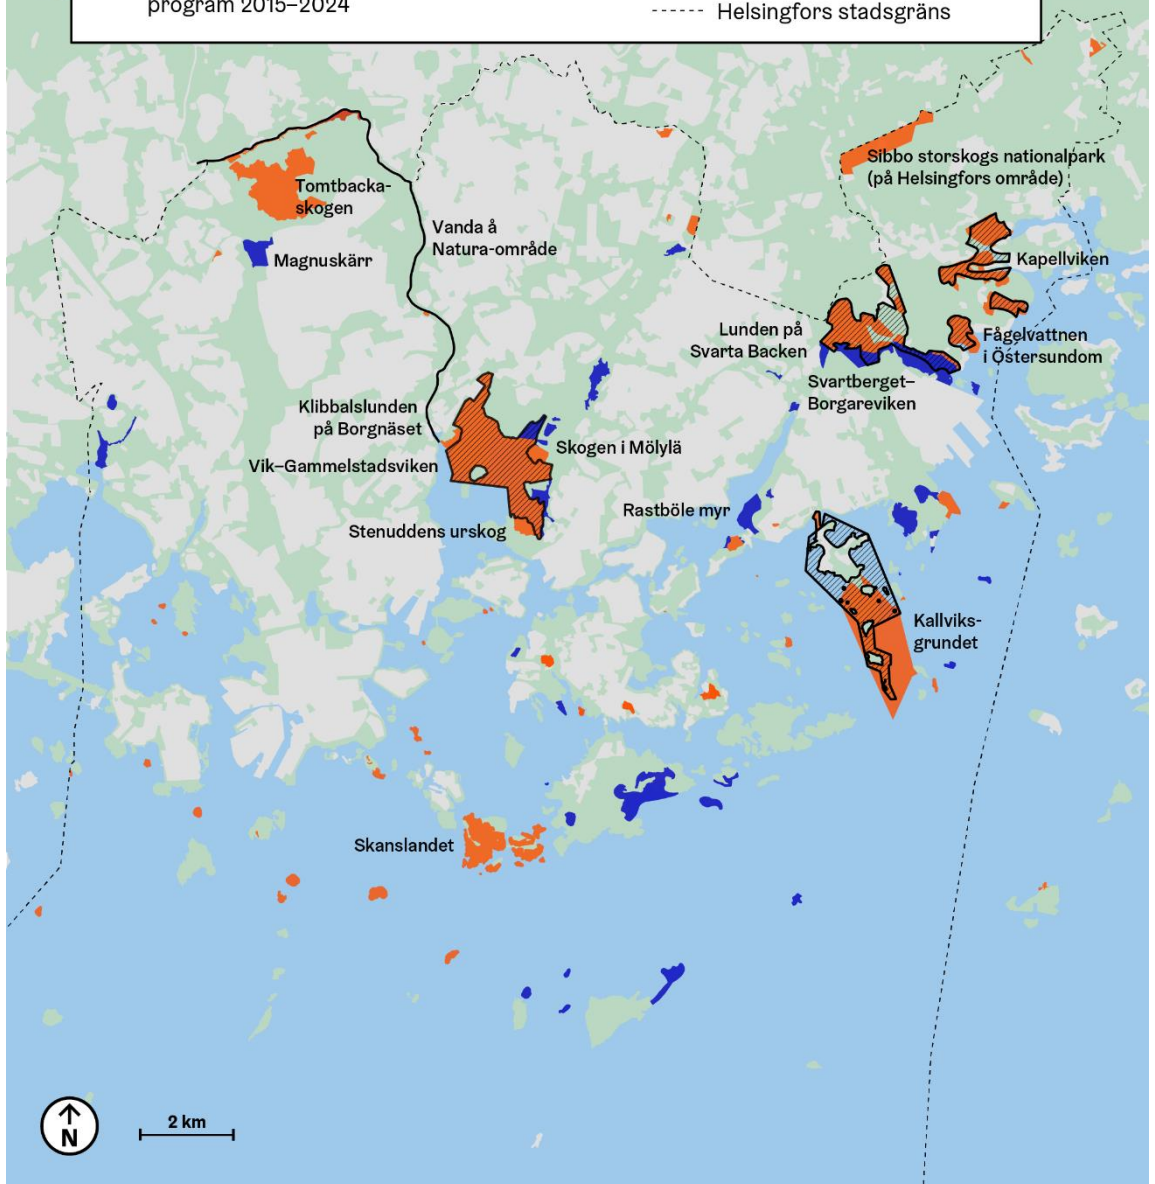 program 2015–2024
Helsingfors stadsgräns
Sibbo storskogs nationalpark
(på Helsingfors område)
Tomtbacka-
skogen
Vanda å
Natura-område
Magnuskärr
Kapellviken
Lunden på
Svarta Backen
Fågelvattnen
i Östersundom
Svartberget–
Borgareviken
Klibbalslunden
på Borgnäset
Skogen i Mölylä
Vik–Gammelstadsviken
Rastböle myr
Stenuddens urskog
Kallviks-
grundet
Skanslandet
N
2 km